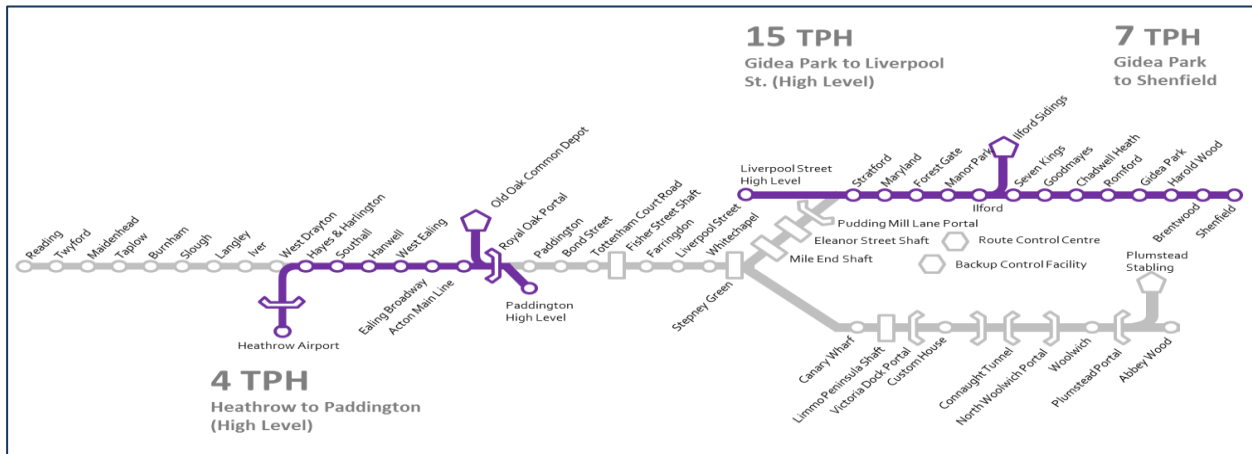 15 TPH
Gidea Park to Liverpool
St. (High Level)
7 TPH
Gidea Park
to Shenfield
Reading
Twyford
Maidenhead
Taplow
Burnham
Slough
Langley
Iver
West Drayton
Hayes & Harlington
Southall
Hanwell
West Ealing
Ealing Broadway
Acton Main Line
Old Oak Common Depot
Royal Oak Portal
Paddington
High Level
Paddington
Bond Street
Tottenham Court Road
Fisher Street Shaft
Farringdon
Liverpool Street
Whitechapel
Stepney Green
Liverpool Street
High Level
Stratford
Maryland
Forest Gate
Manor Park
Ilford
Ilford Sidings
Seven Kings
Goodmayes
Chadwell Heath
Romford
Gidea Park
Harold Wood
Brentwood
Shenfield
Pudding Mill Lane Portal
Eleanor Street Shaft
Mile End Shaft
Route Control Centre
Backup Control Facility
Plumstead
Stabling
Canary Wharf
Limmo Peninsula Shaft
Victoria Dock Portal
Custom House
Connaught Tunnel
North Woolwich Portal
Woolwich
Plumstead Portal
Abbey Wood
Heathrow Airport
4 TPH
Heathrow to Paddington
(High Level)